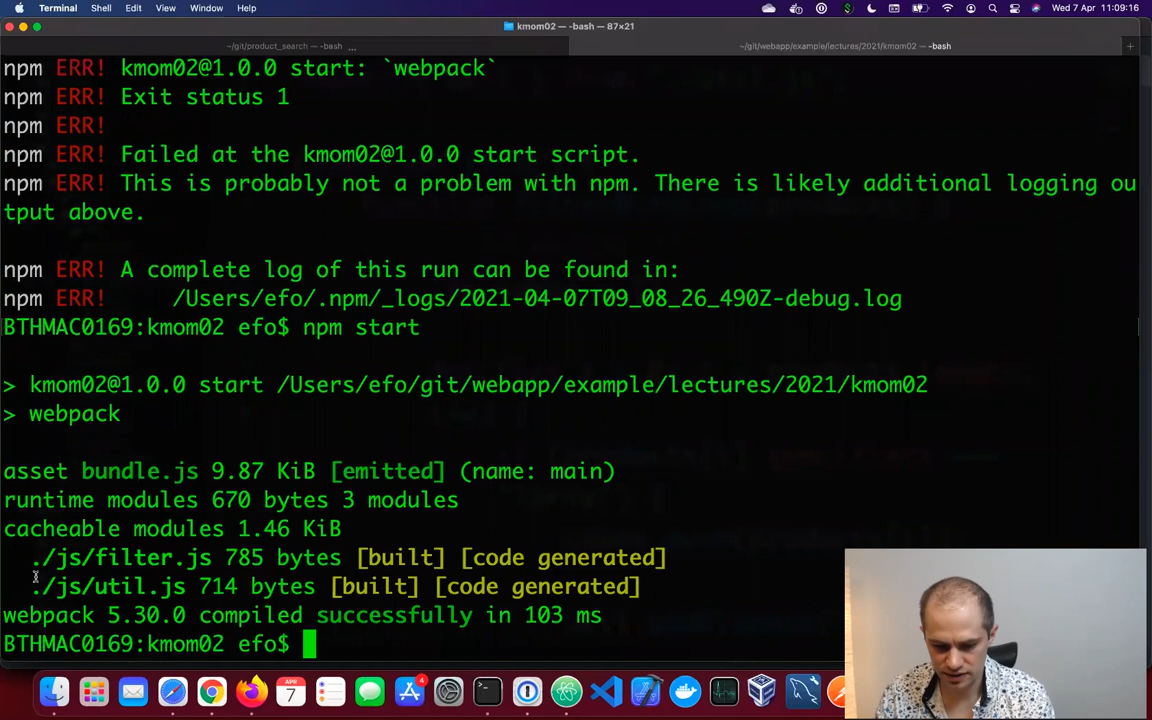 Terminal Shell Edit View Window Help Wed 7 Apr 11:09:16
kmom02 — -bash — 87×21
~/git/product_search — -bash ... ~/git/webapp/example/lectures/2021/kmom02 — -bash +
npm ERR! kmom02@1.0.0 start: `webpack`
npm ERR! Exit status 1
npm ERR!
npm ERR! Failed at the kmom02@1.0.0 start script.
npm ERR! This is probably not a problem with npm. There is likely additional logging ou
tput above.
npm ERR! A complete log of this run can be found in:
npm ERR!     /Users/efo/.npm/_logs/2021-04-07T09_08_26_490Z-debug.log
BTHMAC0169:kmom02 efo$ npm start
> kmom02@1.0.0 start /Users/efo/git/webapp/example/lectures/2021/kmom02
> webpack
asset bundle.js 9.87 KiB [emitted] (name: main)
runtime modules 670 bytes 3 modules
cacheable modules 1.46 KiB
./js/filter.js 785 bytes [built] [code generated]
./js/util.js 714 bytes [built] [code generated]
webpack 5.30.0 compiled successfully in 103 ms
BTHMAC0169:kmom02 efo$
APR
7
4